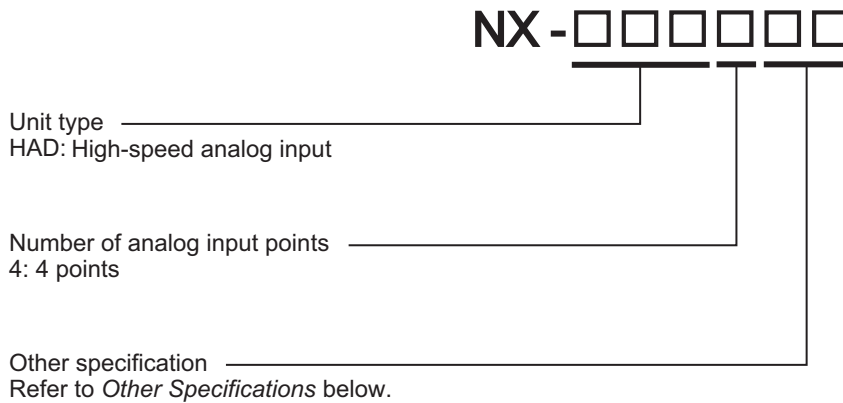 NX -□□□□□□
Unit type
HAD: High-speed analog input
Number of analog input points
4: 4 points
Other specification
Refer to Other Specifications below.